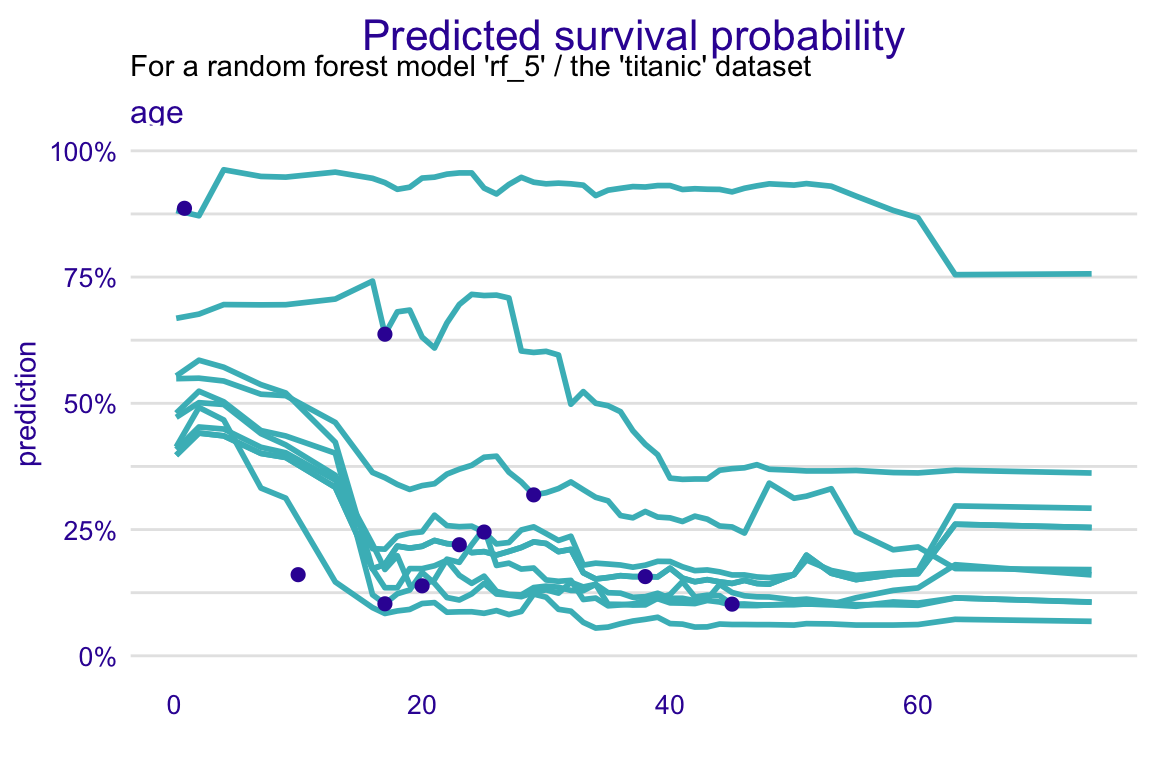 Predicted survival probability
For a random forest model 'rf_5' / the 'titanic' dataset
age
100%
75%
50%
25%
0%
prediction
0 20 40 60